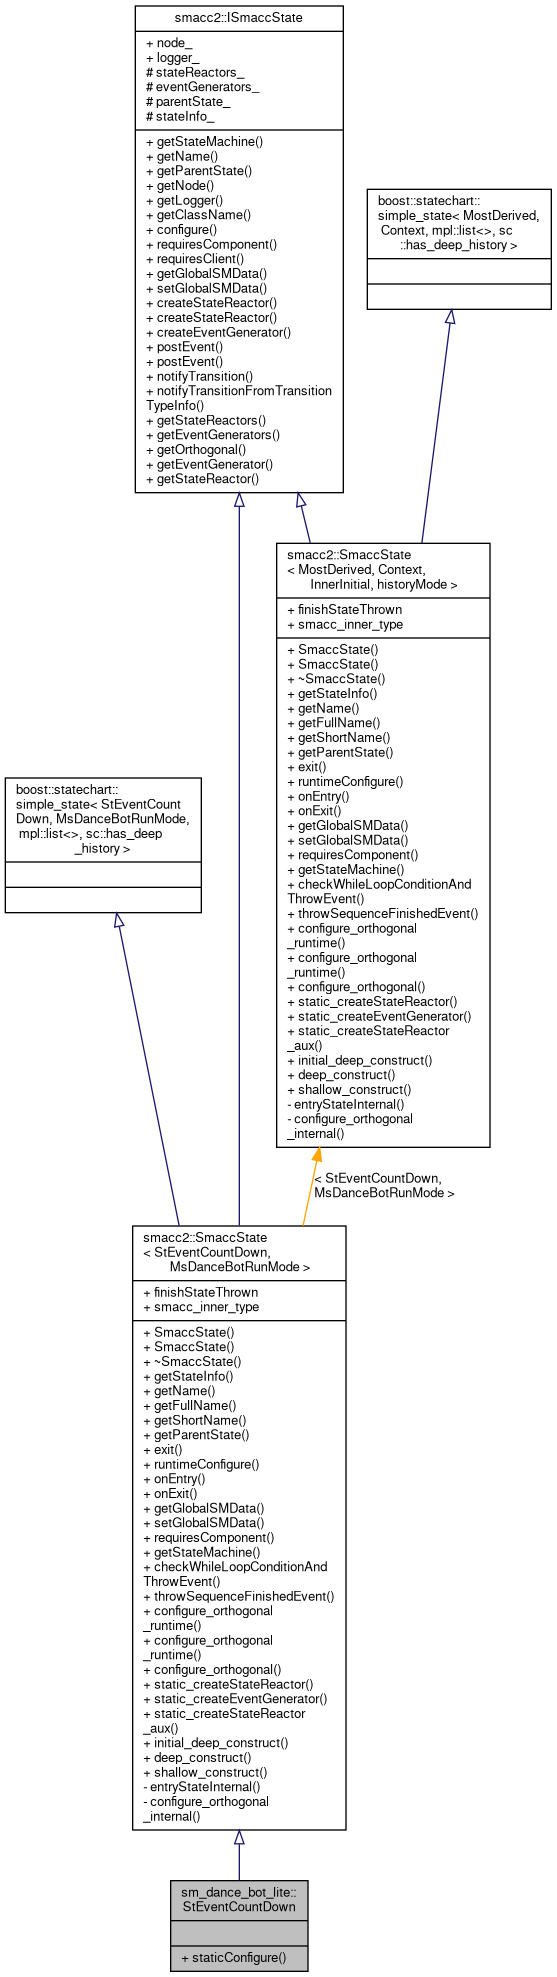 smacc2::ISmaccState
+ node_
+ logger_
# stateReactors_
# eventGenerators_
# parentState_
# stateInfo_
+ getStateMachine()
+ getName()
+ getParentState()
+ getNode()
+ getLogger()
+ getClassName()
+ configure()
+ requiresComponent()
+ requiresClient()
+ getGlobalSMData()
+ setGlobalSMData()
+ createStateReactor()
+ createStateReactor()
+ createEventGenerator()
+ postEvent()
+ postEvent()
+ notifyTransition()
+ notifyTransitionFromTransition
TypeInfo()
+ getStateReactors()
+ getEventGenerators()
+ getOrthogonal()
+ getEventGenerator()
+ getStateReactor()
boost::statechart::
simple_state< MostDerived,
Context, mpl::list<>, sc
::has_deep_history >
smacc2::SmaccState
< MostDerived, Context,
InnerInitial, historyMode >
+ finishStateThrown
+ smacc_inner_type
+ SmaccState()
+ SmaccState()
+ ~SmaccState()
+ getStateInfo()
+ getName()
+ getFullName()
+ getShortName()
+ getParentState()
+ exit()
+ runtimeConfigure()
+ onEntry()
+ onExit()
+ getGlobalSMData()
+ setGlobalSMData()
+ requiresComponent()
+ getStateMachine()
+ checkWhileLoopConditionAnd
ThrowEvent()
+ throwSequenceFinishedEvent()
+ configure_orthogonal
_runtime()
+ configure_orthogonal
_runtime()
+ configure_orthogonal()
+ static_createStateReactor()
+ static_createEventGenerator()
+ static_createStateReactor
_aux()
+ initial_deep_construct()
+ deep_construct()
+ shallow_construct()
- entryStateInternal()
- configure_orthogonal
_internal()
boost::statechart::
simple_state< StEventCount
Down, MsDanceBotRunMode,
mpl::list<>, sc::has_deep
_history >
< StEventCountDown,
MsDanceBotRunMode >
smacc2::SmaccState
< StEventCountDown,
MsDanceBotRunMode >
+ finishStateThrown
+ smacc_inner_type
+ SmaccState()
+ SmaccState()
+ ~SmaccState()
+ getStateInfo()
+ getName()
+ getFullName()
+ getShortName()
+ getParentState()
+ exit()
+ runtimeConfigure()
+ onEntry()
+ onExit()
+ getGlobalSMData()
+ setGlobalSMData()
+ requiresComponent()
+ getStateMachine()
+ checkWhileLoopConditionAnd
ThrowEvent()
+ throwSequenceFinishedEvent()
+ configure_orthogonal
_runtime()
+ configure_orthogonal
_runtime()
+ configure_orthogonal()
+ static_createStateReactor()
+ static_createEventGenerator()
+ static_createStateReactor
_aux()
+ initial_deep_construct()
+ deep_construct()
+ shallow_construct()
- entryStateInternal()
- configure_orthogonal
_internal()
sm_dance_bot_lite::
StEventCountDown
+ staticConfigure()